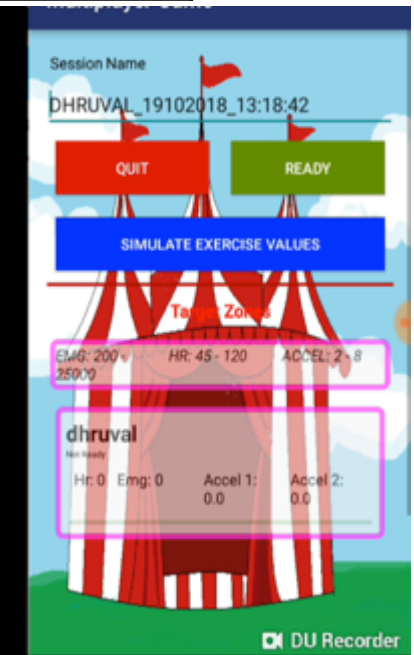 Multiplayer Game
Session Name
DHRUVAL_19102018_13:18:42
QUIT
READY
SIMULATE EXERCISE VALUES
Target Zones
EMG: 200 - HR: 45 - 120 ACCEL: 2 - 8
25000
dhruval
Not Ready
Hr: 0 Emg: 0 Accel 1: Accel 2:
0.0 0.0
DU Recorder